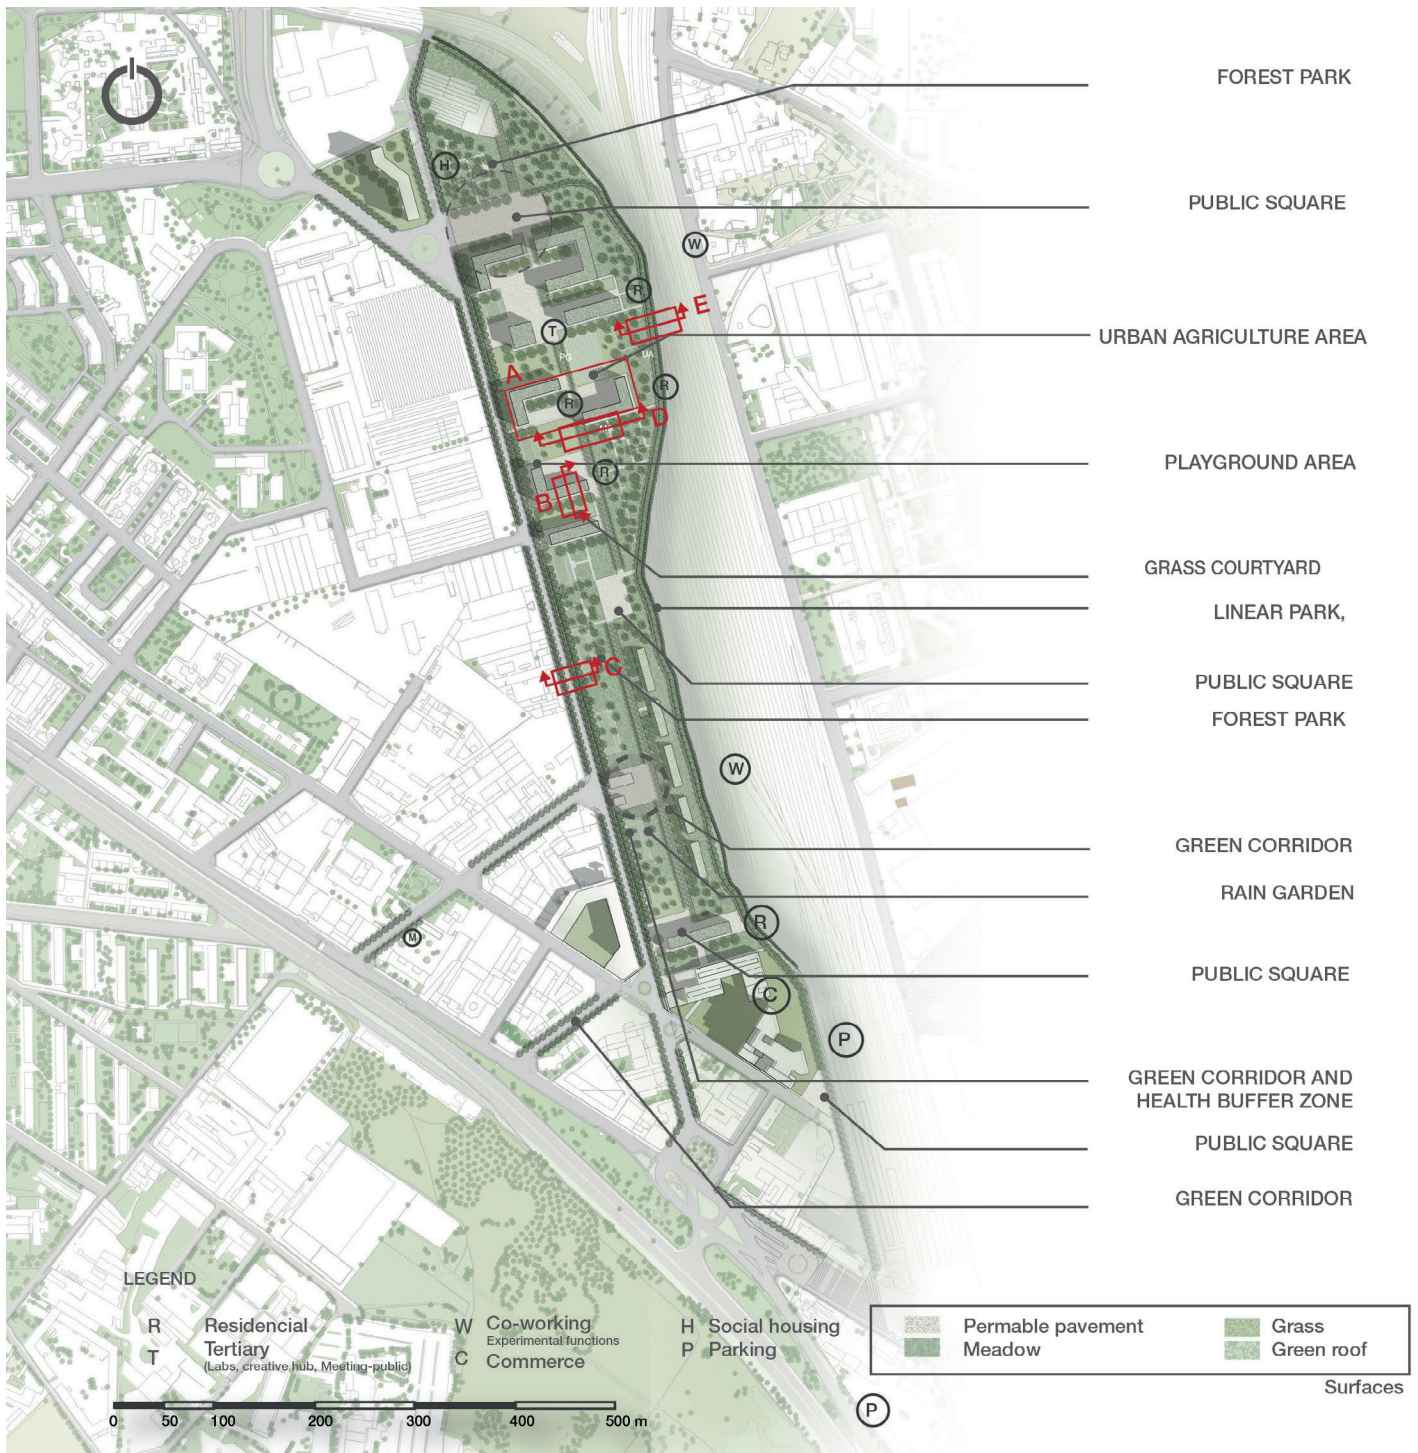 FOREST PARK
H
PUBLIC SQUARE
W
R
E
T
URBAN AGRICULTURE AREA
PG
UA
A
R
R
D
PLAYGROUND AREA
R
B
GRASS COURTYARD
LINEAR PARK,
C
PUBLIC SQUARE
FOREST PARK
W
GREEN CORRIDOR
RAIN GARDEN
R
M
PUBLIC SQUARE
C
P
GREEN CORRIDOR AND
HEALTH BUFFER ZONE
PUBLIC SQUARE
GREEN CORRIDOR
LEGEND
R Residencial
T Tertiary
(Labs, creative hub, Meeting-public)
W Co-working
Experimental functions
C Commerce
H Social housing
P Parking
Permable pavement
Meadow
Grass
Green roof
Surfaces
0 50 100 200 300 400 500 m
P